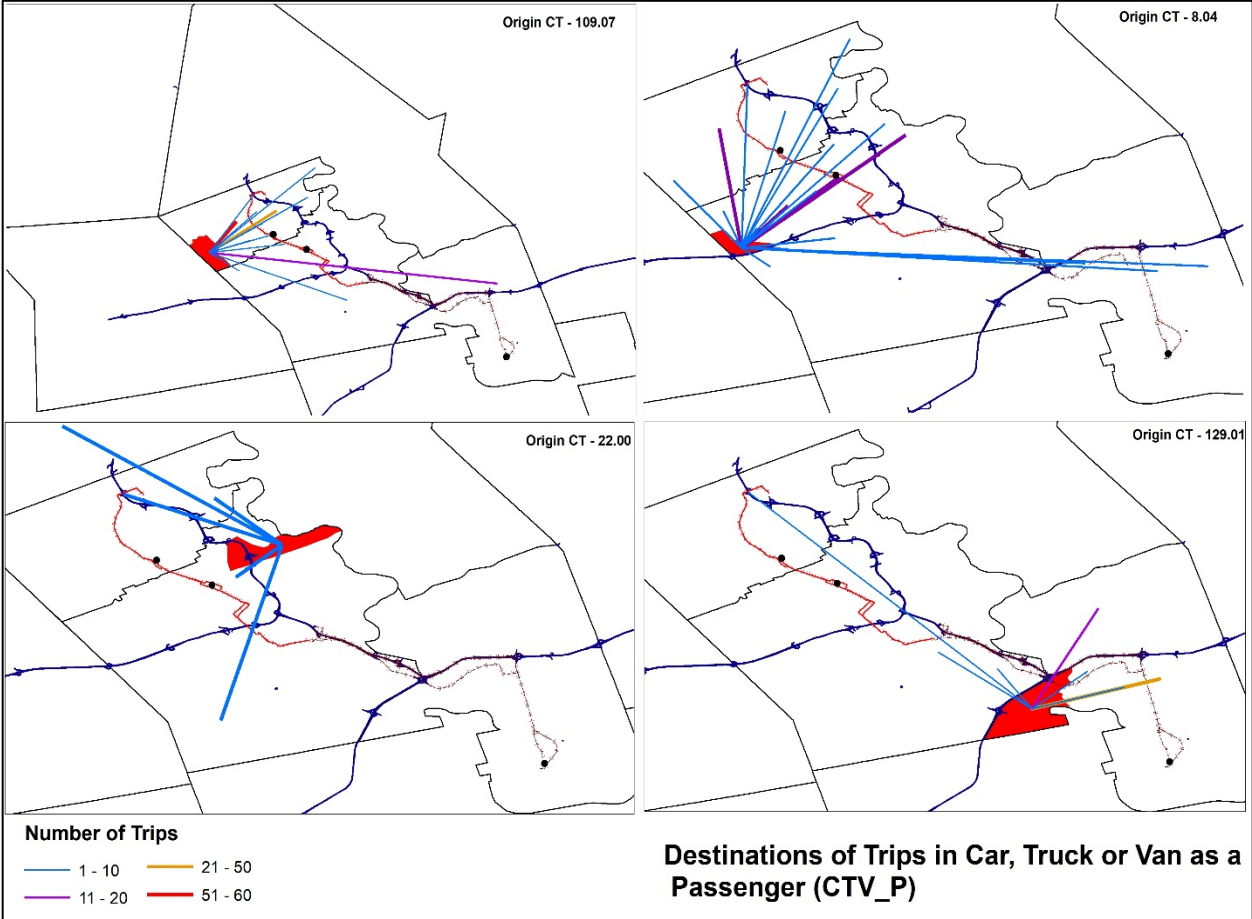 Origin CT - 109.07
Origin CT - 8.04
Origin CT - 22.00
Origin CT - 129.01
Number of Trips
1 - 10
21 - 50
11 - 20
51 - 60
Destinations of Trips in Car, Truck or Van as a
Passenger (CTV_P)